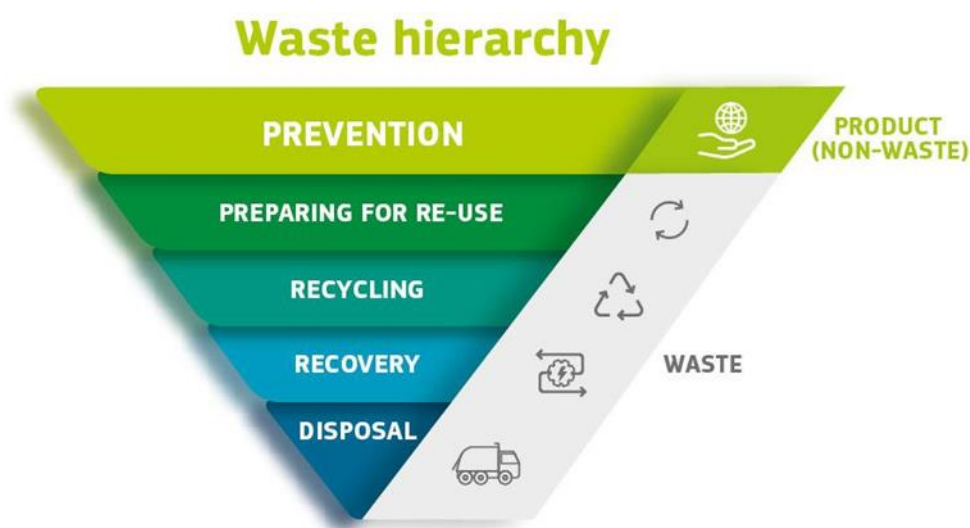 Waste hierarchy
PREVENTION
PRODUCT
(NON-WASTE)
PREPARING FOR RE-USE
RECYCLING
RECOVERY
WASTE
DISPOSAL